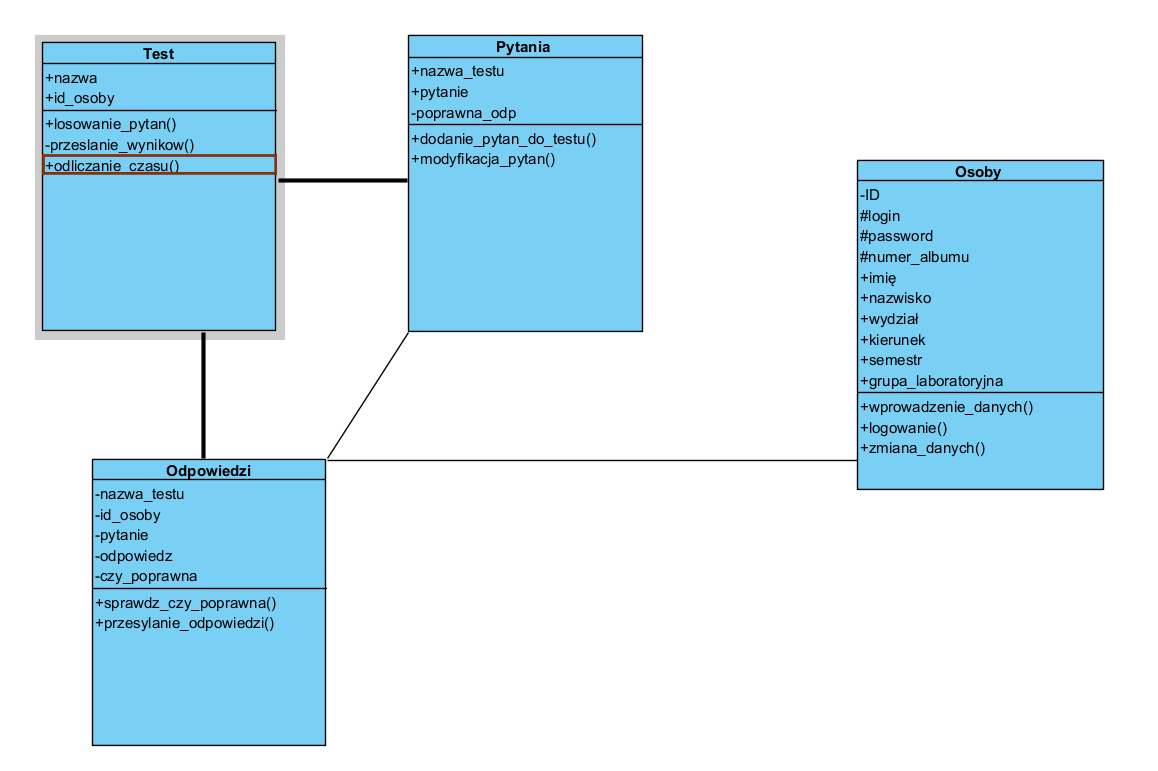 Test
+nazwa
+id_osoby
+losowanie_pytan()
-przeslanie_wynikow()
+odliczanie_czasu()
Pytania
+nazwa_testu
+pytanie
-poprawna_odp
+dodanie_pytan_do_testu()
+modyfikacja_pytan()
Osoby
-ID
#login
#password
#numer_albumu
+imię
+nazwisko
+wydział
+kierunek
+semestr
+grupa_laboratoryjna
+wprowadzenie_danych()
+logowanie()
+zmiana_danych()
Odpowiedzi
-nazwa_testu
-id_osoby
-pytanie
-odpowiedz
-czy_poprawna
+sprawdz_czy_poprawna()
+przesylanie_odpowiedzi()